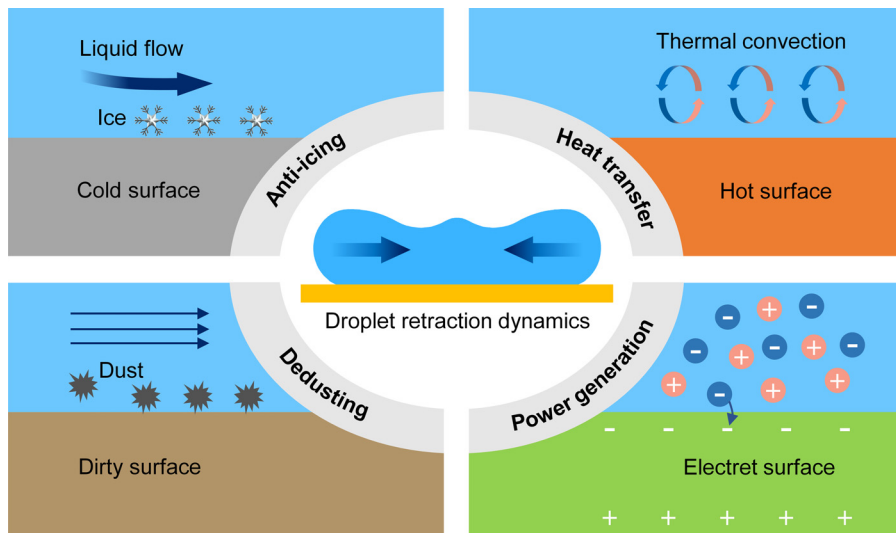 Liquid flow
Ice
Cold surface
Anti-icing
Thermal convection
Heat transfer
Hot surface
Droplet retraction dynamics
Dust
Dirty surface
Dedusting
Power generation
+ -
- + - +
+ - + +
- - - - -
Electret surface
+ + + + +